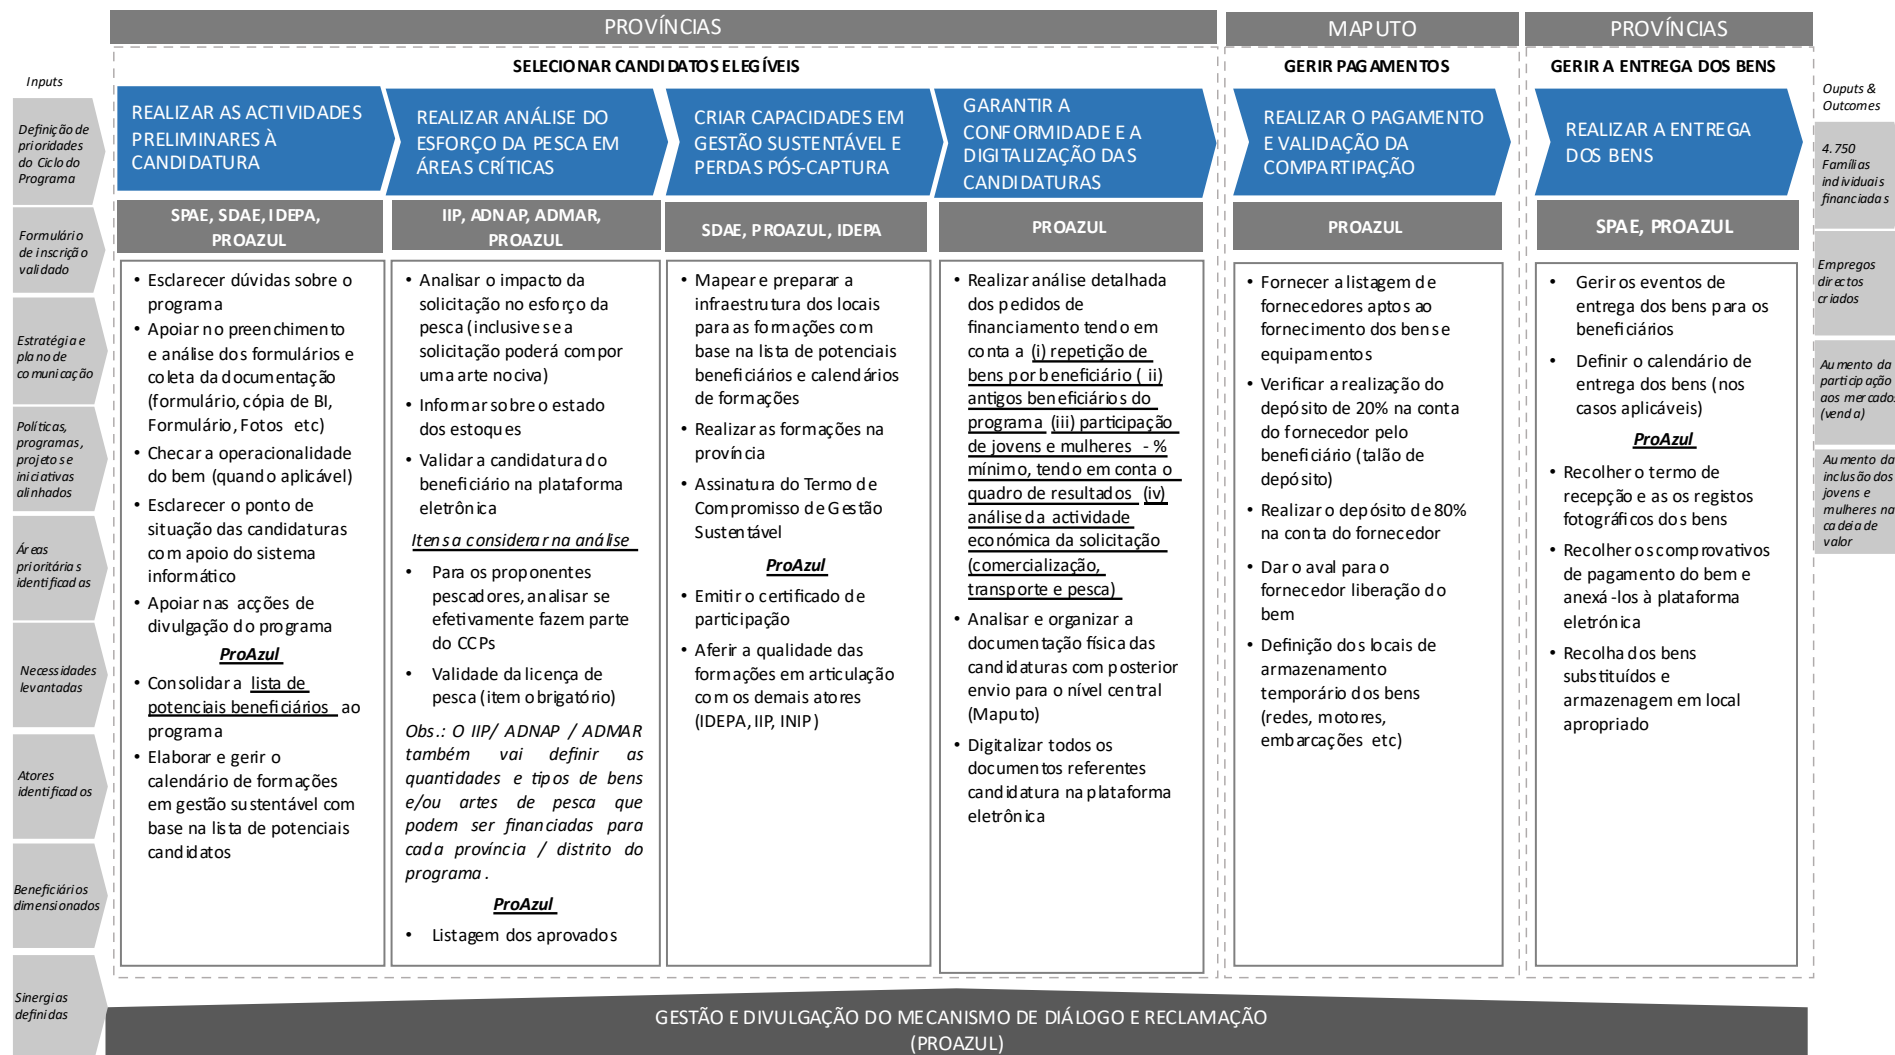 PROVÍNCIAS
MAPUTO
PROVÍNCIAS
SELECIONAR CANDIDATOS ELEGÍVEIS
GERIR PAGAMENTOS
GERIR A ENTREGA DOS BENS
Inputs
Definição de
prioridades
do Ciclo do
Programa
Formulário
de inscrição
validado
Estratégia e
plano de
comunicação
Políticas,
programas,
projetos e
iniciativas
alinhados
Áreas
prioritárias
identificadas
Necessidades
levantadas
Atores
identificados
Beneficiários
dimensionados
Sinergias
definidas
REALIZAR AS ACTIVIDADES
PRELIMINARES À
CANDIDATURA
SPAE, SDAE, IDEPA,
PROAZUL
• Esclarecer dúvidas sobre o
programa
• Apoiar no preenchimento
e análise dos formulários e
coleta da documentação
(formulário, cópia de BI,
Formulário, Fotos etc)
• Checar a operacionalidade
do bem (quando aplicável)
• Esclarecer o ponto de
situação das candidaturas
com apoio do sistema
informático
• Apoiar nas acções de
divulgação do programa
ProAzul
• Consolidar a lista de
potenciais beneficiários ao
programa
• Elaborar e gerir o
calendário de formações
em gestão sustentável com
base na lista de potenciais
candidatos
REALIZAR ANÁLISE DO
ESFORÇO DA PESCA EM
ÁREAS CRÍTICAS
IIP, ADNAP, ADMAR,
PROAZUL
• Analisar o impacto da
solicitação no esforço da
pesca (inclusive se a
solicitação poderá compor
uma arte nociva)
• Informar sobre o estado
dos estoques
• Validar a candidatura do
beneficiário na plataforma
eletrônica
Itens a considerar na análise
• Para os proponentes
pescadores, analisar se
efetivamente fazem parte
do CCPs
• Validade da licença de
pesca (item obrigatório)
Obs.: O IIP/ ADNAP / ADMAR
também vai definir as
quantidades e tipos de bens
e/ou artes de pesca que
podem ser financiadas para
cada província / distrito do
programa.
ProAzul
• Listagem dos aprovados
CRIAR CAPACIDADES EM
GESTÃO SUSTENTÁVEL E
PERDAS PÓS-CAPTURA
SDAE, PROAZUL, IDEPA
• Mapear e preparar a
infraestrutura dos locais
para as formações com
base na lista de potenciais
beneficiários e calendários
de formações
• Realizar as formações na
província
• Assinatura do Termo de
Compromisso de Gestão
Sustentável
ProAzul
• Emitir o certificado de
participação
• Aferir a qualidade das
formações em articulação
com os demais atores
(IDEPA, IIP, INIP)
GARANTIR A
CONFORMIDADE E A
DIGITALIZAÇÃO DAS
CANDIDATURAS
PROAZUL
• Realizar análise detalhada
dos pedidos de
financiamento tendo em
conta a (i) repetição de
bens por beneficiário ( ii)
antigos beneficiários do
programa (iii) participação
de jovens e mulheres - %
mínimo, tendo em conta o
quadro de resultados (iv)
análise da actividade
económica da solicitação
(comercialização,
transporte e pesca)
• Analisar e organizar a
documentação física das
candidaturas com posterior
envio para o nível central
(Maputo)
• Digitalizar todos os
documentos referentes
candidatura na plataforma
eletrônica
REALIZAR O PAGAMENTO
E VALIDAÇÃO DA
COMPARTIPAÇÃO
PROAZUL
• Fornecer a listagem de
fornecedores aptos ao
fornecimento dos bens e
equipamentos
• Verificar a realização do
depósito de 20% na conta
do fornecedor pelo
beneficiário (talão de
depósito)
• Realizar o depósito de 80%
na conta do fornecedor
• Dar o aval para o
fornecedor liberação do
bem
• Definição dos locais de
armazenamento
temporário dos bens
(redes, motores,
embarcações etc)
REALIZAR A ENTREGA
DOS BENS
SPAE, PROAZUL
• Gerir os eventos de
entrega dos bens para os
beneficiários
• Definir o calendário de
entrega dos bens (nos
casos aplicáveis)
ProAzul
• Recolher o termo de
recepção e as os registos
fotográficos dos bens
• Recolher os comprovativos
de pagamento do bem e
anexá -los à plataforma
eletrónica
• Recolha dos bens
substituídos e
armazenagem em local
apropriado
Ouputs &
Outcomes
4.750
Famílias
individuais
financiadas
Empregos
directos
criados
Aumento da
participação
aos mercados
(venda)
Aumento da
inclusão dos
jovens e
mulheres na
cadeia de
valor
GESTÃO E DIVULGAÇÃO DO MECANISMO DE DIÁLOGO E RECLAMAÇÃO
(PROAZUL)